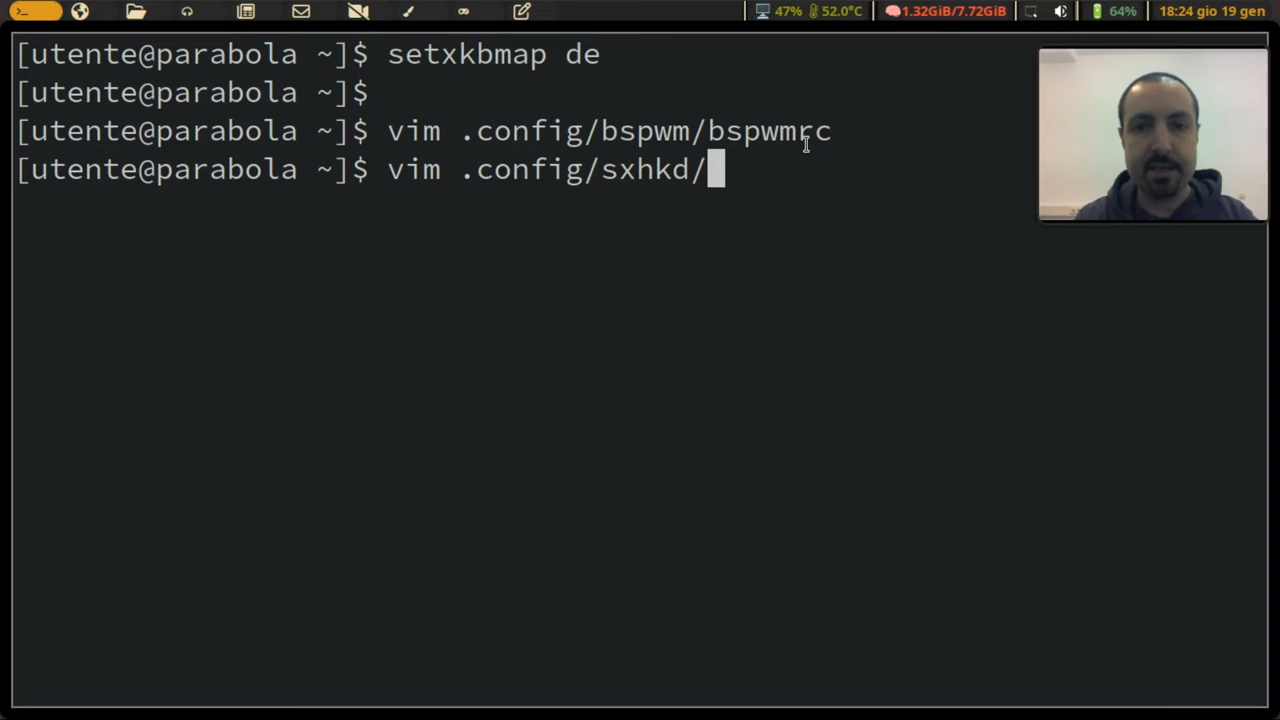 47% 52.0°C 1.32GiB/7.72GiB 64% 18:24 gio 19 gen
[utente@parabola ~]$ setxkbmap de
[utente@parabola ~]$
[utente@parabola ~]$ vim .config/bspwm/bspwmrc
[utente@parabola ~]$ vim .config/sxhkd/